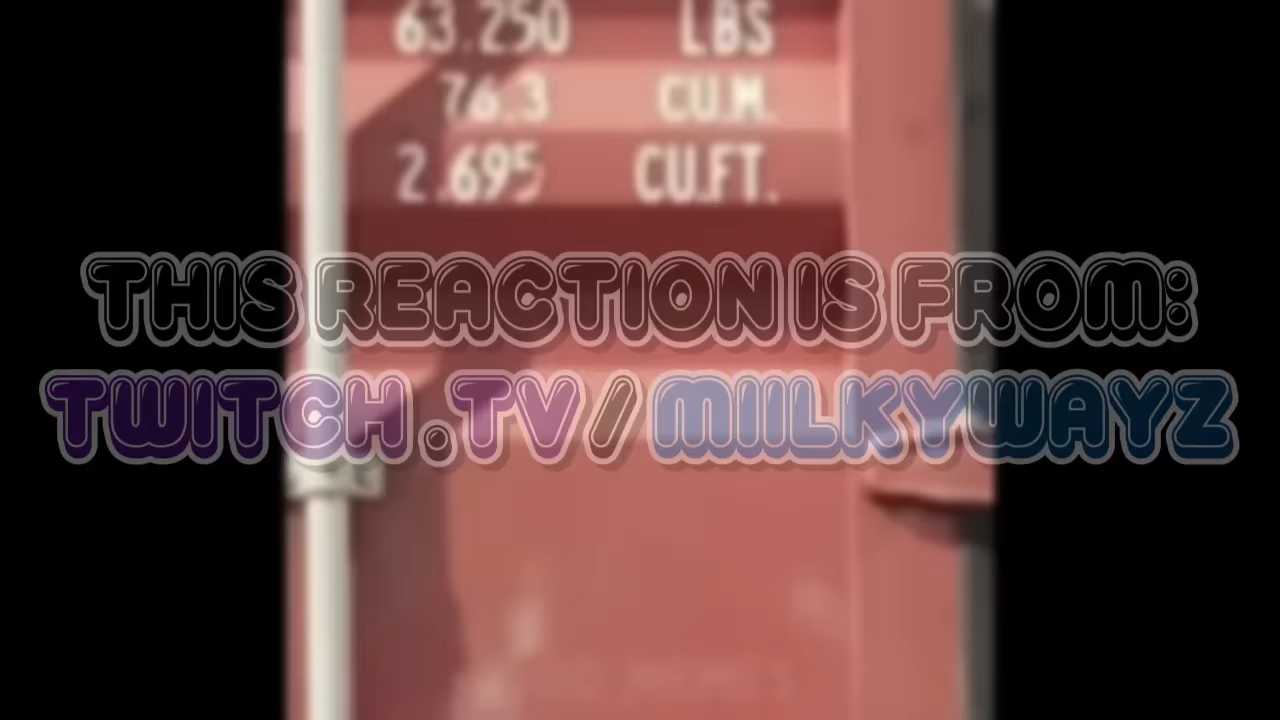 63.250 LBS
76.3 CU.M.
2.695 CU.FT.
THIS REACTION IS FROM:
TWITCH.TV/MIILKYWAYZ